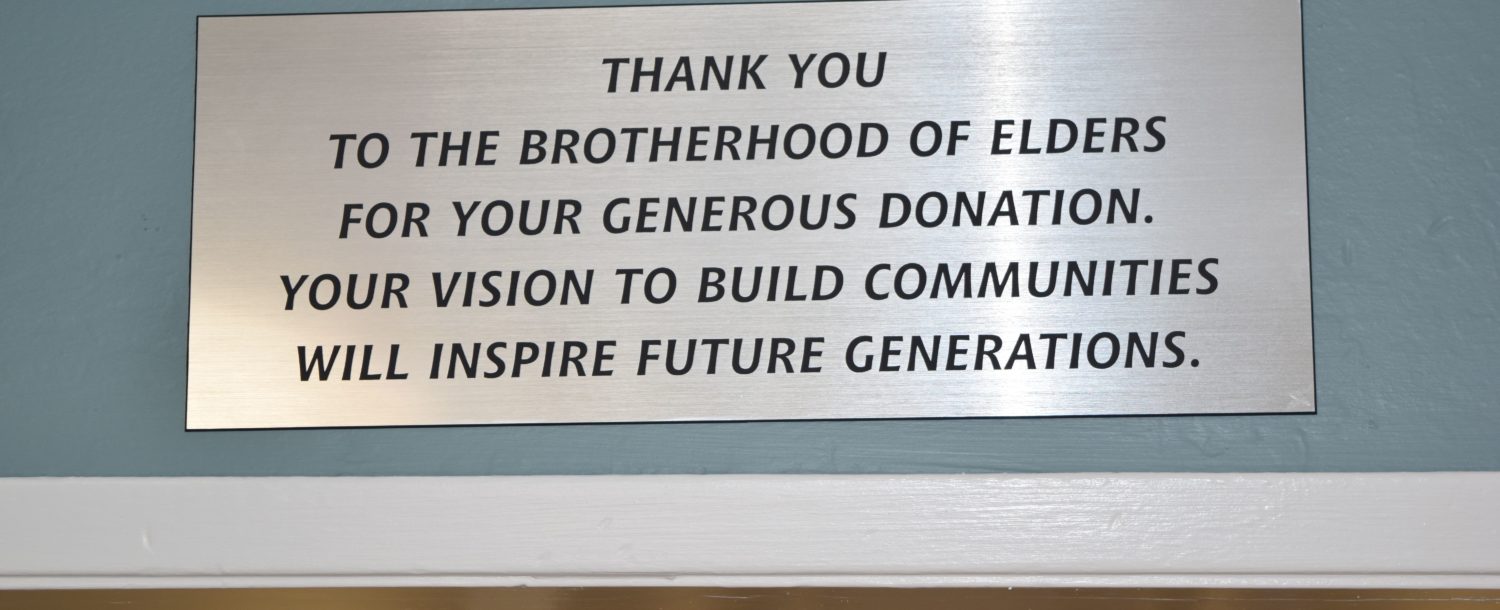 THANK YOU
TO THE BROTHERHOOD OF ELDERS
FOR YOUR GENEROUS DONATION.
YOUR VISION TO BUILD COMMUNITIES
WILL INSPIRE FUTURE GENERATIONS.